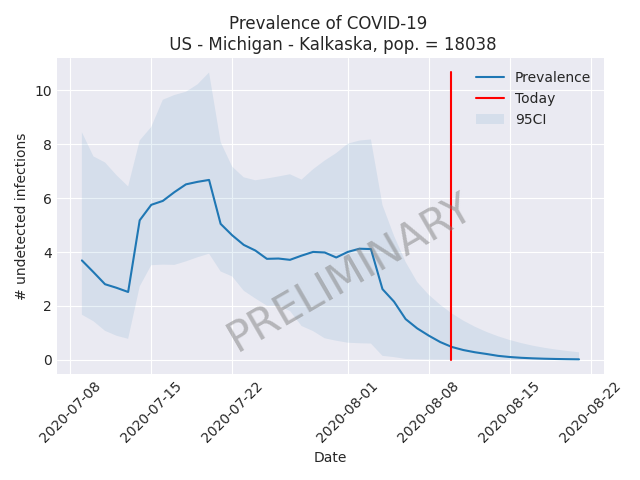 Prevalence of COVID-19
US - Michigan - Kalkaska, pop. = 18038
# undetected infections
10
8
6
4
2
0
Prevalence
Today
95CI
PRELIMINARY
2020-07-08
2020-07-15
2020-07-22
2020-08-01
2020-08-08
2020-08-15
2020-08-22
Date